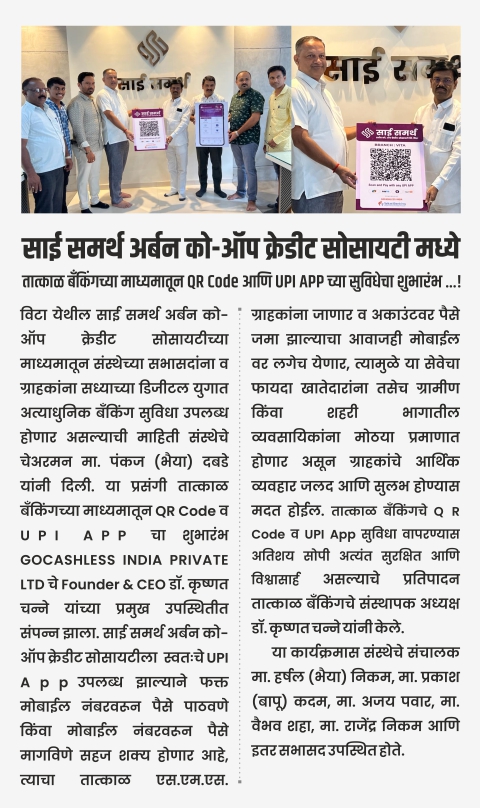 साई समर्थ
साई समर्थ
साई समर्थ
साई समर्थ
BRANCH : VITA
Scan and Pay with any UPI APP
साई समर्थ अर्बन को-ऑप क्रेडीट सोसायटी मध्ये
तात्काळ बँकिंगच्या माध्यमातून QR Code आणि UPI APP च्या सुविधेचा शुभारंभ ...!
विटा येथील साई समर्थ अर्बन को-
ऑप क्रेडीट सोसायटीच्या
माध्यमातून संस्थेच्या सभासदांना व
ग्राहकांना सध्याच्या डिजीटल युगात
अत्याधुनिक बँकिंग सुविधा उपलब्ध
होणार असल्याची माहिती संस्थेचे
चेअरमन मा. पंकज (भैया) दबडे
यांनी दिली. या प्रसंगी तात्काळ
बँकिंगच्या माध्यमातून QR Code व
U P I A P P चा शुभारंभ
GOCASHLESS INDIA PRIVATE
LTD चे Founder & CEO डॉ. कृष्णत
चन्ने यांच्या प्रमुख उपस्थितीत
संपन्न झाला. साई समर्थ अर्बन को-
ऑप क्रेडीट सोसायटीला स्वतःचे UPI
A p p उपलब्ध झाल्याने फक्त
मोबाईल नंबरवरून पैसे पाठवणे
किंवा मोबाईल नंबरवरून पैसे
मागविणे सहज शक्य होणार आहे,
त्याचा तात्काळ एस.एम.एस.
ग्राहकांना जाणार व अकाउंटवर पैसे
जमा झाल्याचा आवाजही मोबाईल
वर लगेच येणार, त्यामुळे या सेवेचा
फायदा खातेदारांना तसेच ग्रामीण
किंवा शहरी भागातील
व्यवसायिकांना मोठया प्रमाणात
होणार असून ग्राहकांचे आर्थिक
व्यवहार जलद आणि सुलभ होण्यास
मदत होईल. तात्काळ बँकिंगचे Q R
Code व UPI App सुविधा वापरण्यास
अतिशय सोपी अत्यंत सुरक्षित आणि
विश्वासार्ह असल्याचे प्रतिपादन
तात्काळ बँकिंगचे संस्थापक अध्यक्ष
डॉ. कृष्णत चन्ने यांनी केले.
या कार्यक्रमास संस्थेचे संचालक
मा. हर्षल (भैया) निकम, मा. प्रकाश
(बापू) कदम, मा. अजय पवार, मा.
वैभव शहा, मा. राजेंद्र निकम आणि
इतर सभासद उपस्थित होते.